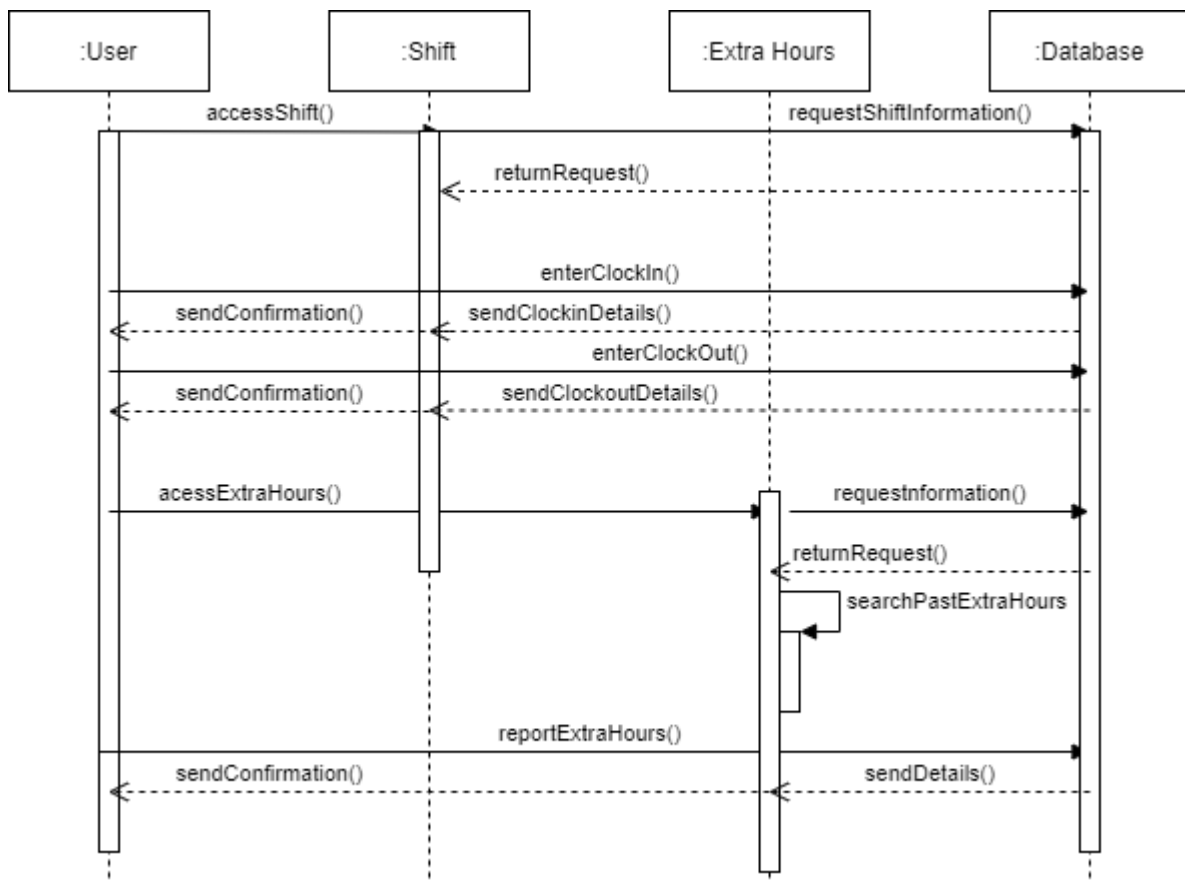 :User
:Shift
:Extra Hours
:Database
accessShift()
requestShiftInformation()
returnRequest()
enterClockIn()
sendConfirmation()
sendClockinDetails()
enterClockOut()
sendConfirmation()
sendClockoutDetails()
acessExtraHours()
requestnformation()
returnRequest()
searchPastExtraHours
reportExtraHours()
sendConfirmation()
sendDetails()